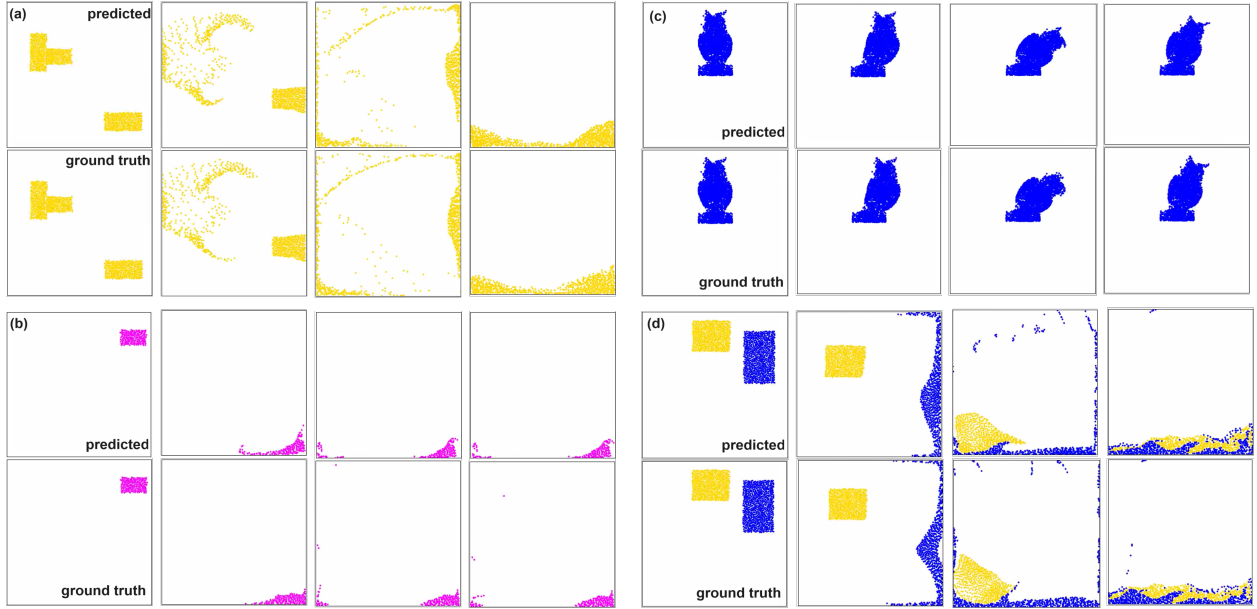 (a)
predicted
ground truth
(b)
predicted
ground truth
(c)
predicted
ground truth
(d)
predicted
ground truth